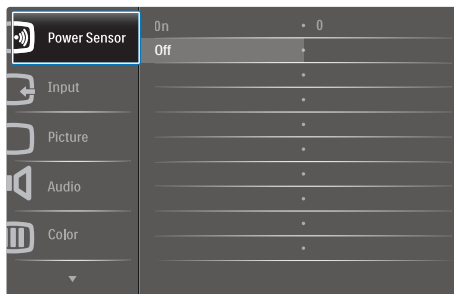 Power Sensor
On • 0
Off •
Input
Picture
Audio
Color